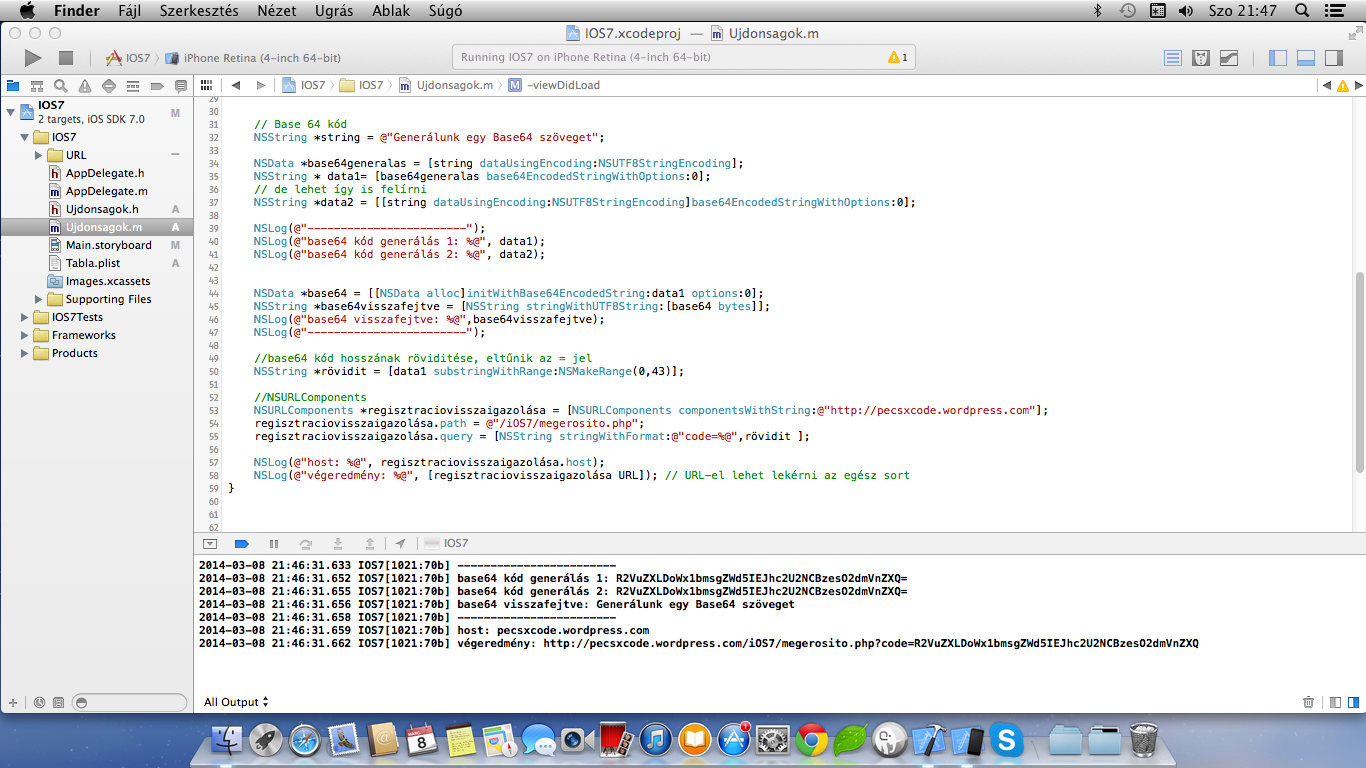 Finder Fájl Szerkesztés Nézet Ugrás Ablak Súgó Szo 21:47
IOS7.xcodeproj — Ujdonsagok.m
IOS7 iPhone Retina (4-inch 64-bit)
Running IOS7 on iPhone Retina (4-inch 64-bit) 1
IOS7 IOS7 Ujdonsagok.m M -viewDidLoad
IOS7
2 targets, iOS SDK 7.0 M
IOS7
URL –
h AppDelegate.h
m AppDelegate.m
h Ujdonsagok.h A
m Ujdonsagok.m A
Main.storyboard M
Tabla.plist A
Images.xcassets
Supporting Files
IOS7Tests
Frameworks
Products
29
30
31 // Base 64 kód
32 NSString *string = @"Generálunk egy Base64 szöveget";
33
34 NSData *base64generalas = [string dataUsingEncoding:NSUTF8StringEncoding];
35 NSString * data1= [base64generalas base64EncodedStringWithOptions:0];
36 // de lehet így is felírni
37 NSString *data2 = [[string dataUsingEncoding:NSUTF8StringEncoding]base64EncodedStringWithOptions:0];
38
39 NSLog(@"------------------------");
40 NSLog(@"base64 kód generálás 1: %@", data1);
41 NSLog(@"base64 kód generálás 2: %@", data2);
42
43
44 NSData *base64 = [[NSData alloc]initWithBase64EncodedString:data1 options:0];
45 NSString *base64visszafejtve = [NSString stringWithUTF8String:[base64 bytes]];
46 NSLog(@"base64 visszafejtve: %@",base64visszafejtve);
47 NSLog(@"------------------------");
48
49 //base64 kód hosszának röviditése, eltűnik az = jel
50 NSString *rövidit = [data1 substringWithRange:NSMakeRange(0,43)];
51
52 //NSURLComponents
53 NSURLComponents *regisztraciovisszaigazolása = [NSURLComponents componentsWithString:@"http://pecsxcode.wordpress.com"];
54 regisztraciovisszaigazolása.path = @"/iOS7/megerosito.php";
55 regisztraciovisszaigazolása.query = [NSString stringWithFormat:@"code=%@",rövidit ];
56
57 NSLog(@"host: %@", regisztraciovisszaigazolása.host);
58 NSLog(@"végeredmény: %@", [regisztraciovisszaigazolása URL]); // URL-el lehet lekérni az egész sort
59 }
60
61
62
IOS7
2014-03-08 21:46:31.633 IOS7[1021:70b] ------------------------
2014-03-08 21:46:31.652 IOS7[1021:70b] base64 kód generálás 1: R2VuZXLDoWx1bmsgZWd5IEJhc2U2NCBzesO2dmVnZXQ=
2014-03-08 21:46:31.655 IOS7[1021:70b] base64 kód generálás 2: R2VuZXLDoWx1bmsgZWd5IEJhc2U2NCBzesO2dmVnZXQ=
2014-03-08 21:46:31.656 IOS7[1021:70b] base64 visszafejtve: Generálunk egy Base64 szöveget
2014-03-08 21:46:31.658 IOS7[1021:70b] ------------------------
2014-03-08 21:46:31.659 IOS7[1021:70b] host: pecsxcode.wordpress.com
2014-03-08 21:46:31.662 IOS7[1021:70b] végeredmény: http://pecsxcode.wordpress.com/iOS7/megerosito.php?code=R2VuZXLDoWx1bmsgZWd5IEJhc2U2NCBzesO2dmVnZXQ
All Output
8
1